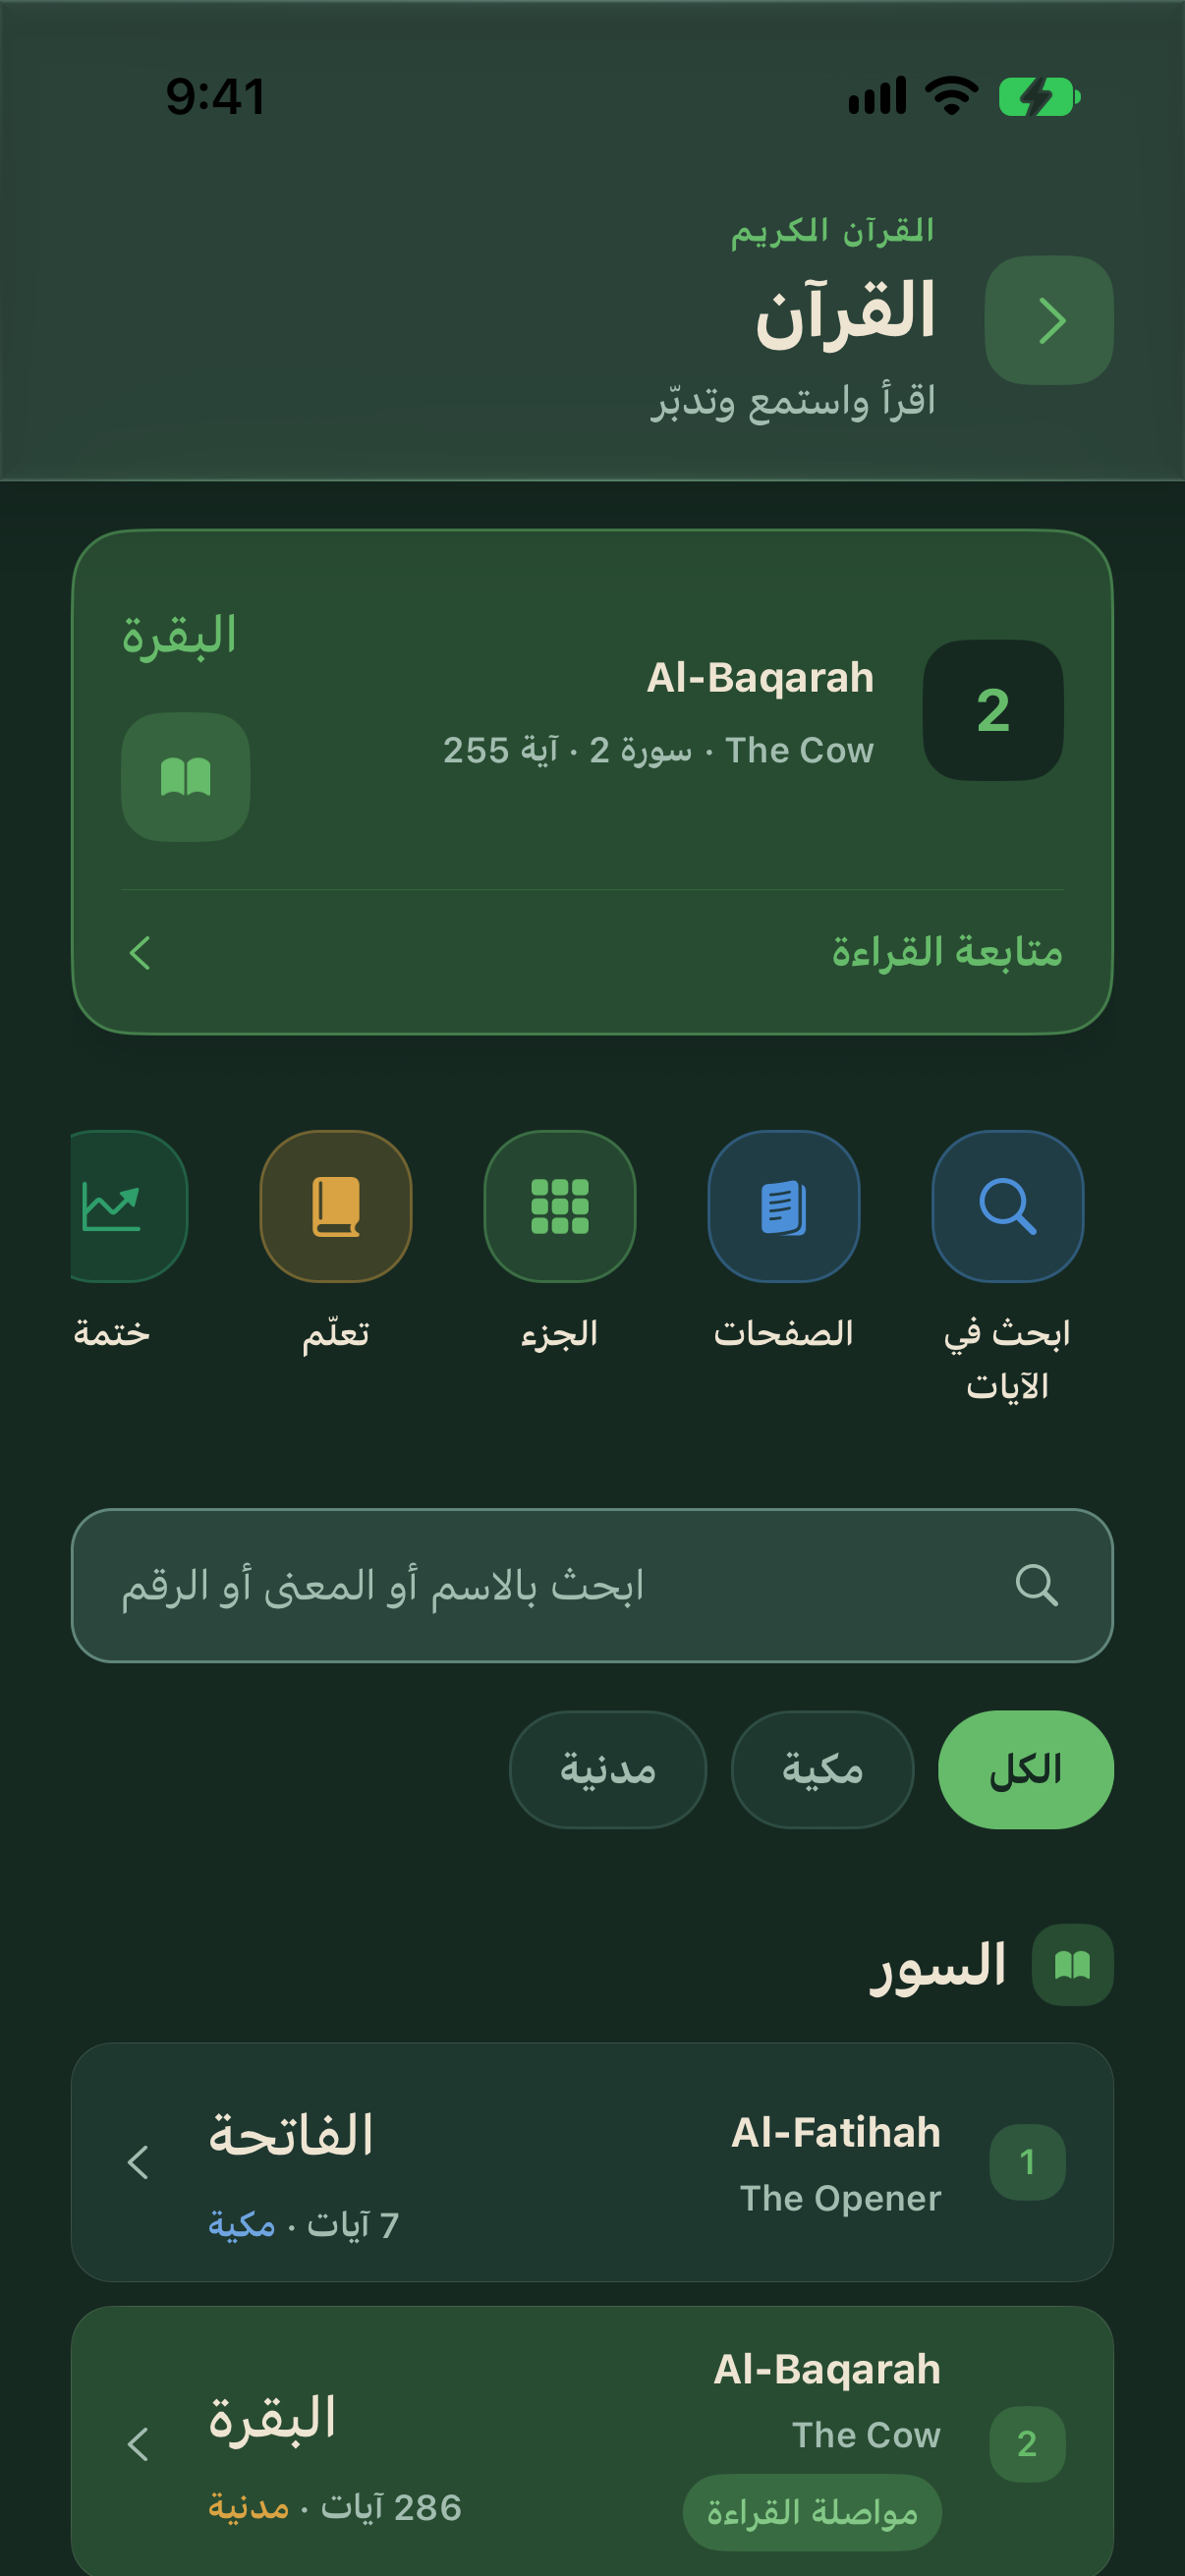 9:41
القرآن الكريم
القرآن
اقرأ واستمع وتدبّر
2
Al-Baqarah
The Cow · سورة 2 · آية 255
البقرة
متابعة القراءة
ابحث في الآيات
الصفحات
الجزء
تعلّم
ختمة
ابحث بالاسم أو المعنى أو الرقم
الكل
مكية
مدنية
السور
1
Al-Fatihah
The Opener
الفاتحة
7 آيات · مكية
2
Al-Baqarah
The Cow
مواصلة القراءة
البقرة
286 آيات · مدنية